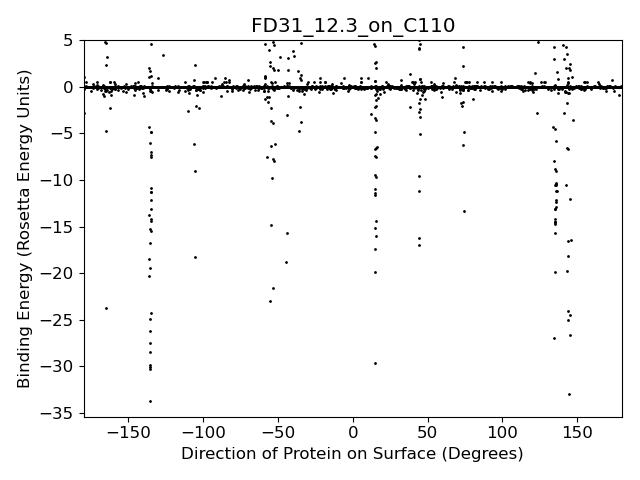 FD31_12.3_on_C110
Binding Energy (Rosetta Energy Units)
5
0
−5
−10
−15
−20
−25
−30
−35
−150 −100 −50 0 50 100 150
Direction of Protein on Surface (Degrees)